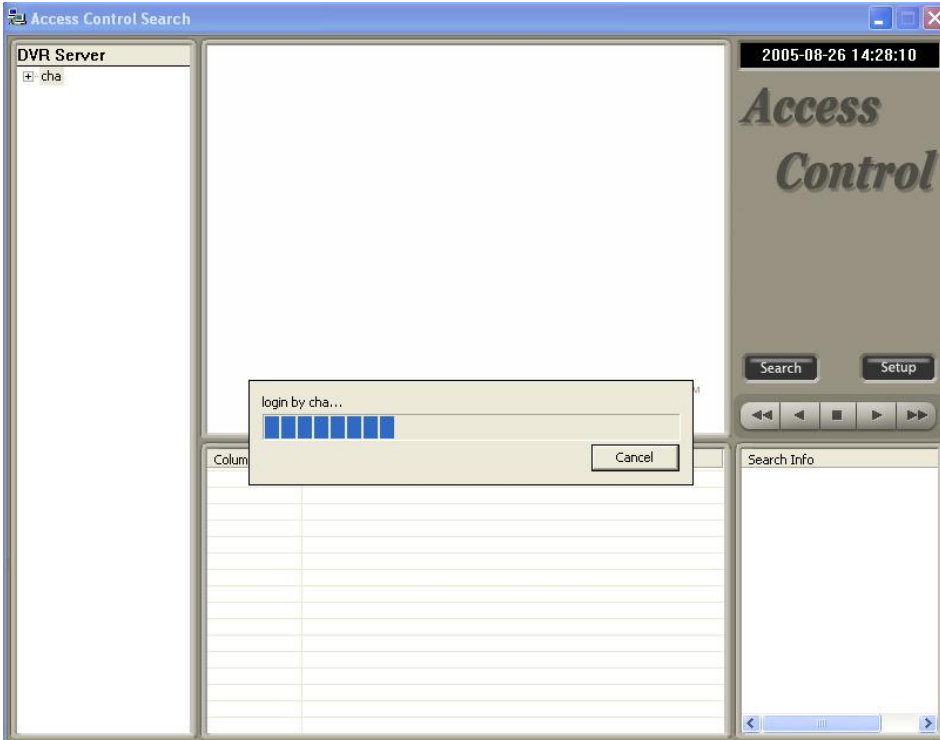 Access Control Search
DVR Server
cha
2005-08-26 14:28:10
Access
Control
Search
Setup
login by cha...
Cancel
Colum
Search Info